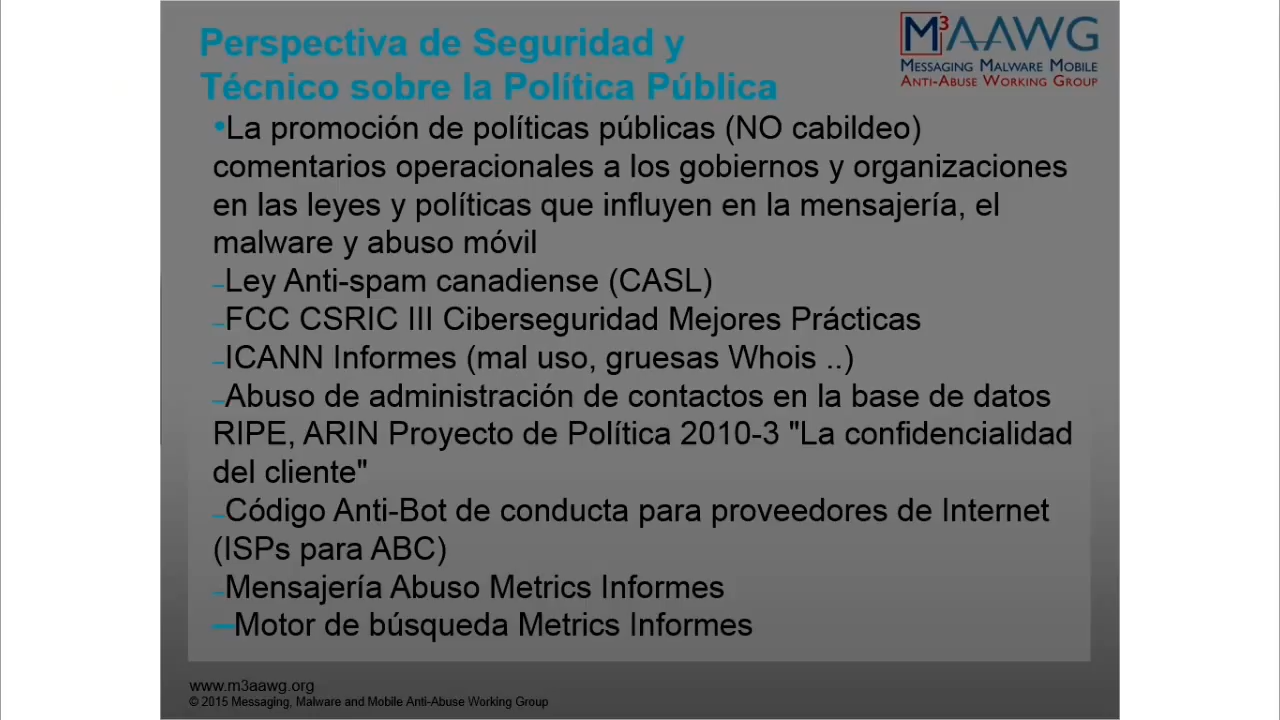 Perspectiva de Seguridad y
Técnico sobre la Política Pública
M3AAWG
MESSAGING MALWARE MOBILE
ANTI-ABUSE WORKING GROUP
•La promoción de políticas públicas (NO cabildeo)
comentarios operacionales a los gobiernos y organizaciones
en las leyes y políticas que influyen en la mensajería, el
malware y abuso móvil
–Ley Anti-spam canadiense (CASL)
–FCC CSRIC III Ciberseguridad Mejores Prácticas
–ICANN Informes (mal uso, gruesas Whois ..)
–Abuso de administración de contactos en la base de datos
RIPE, ARIN Proyecto de Política 2010-3 "La confidencialidad
del cliente"
–Código Anti-Bot de conducta para proveedores de Internet
(ISPs para ABC)
–Mensajería Abuso Metrics Informes
–Motor de búsqueda Metrics Informes
www.m3aawg.org
© 2015 Messaging, Malware and Mobile Anti-Abuse Working Group